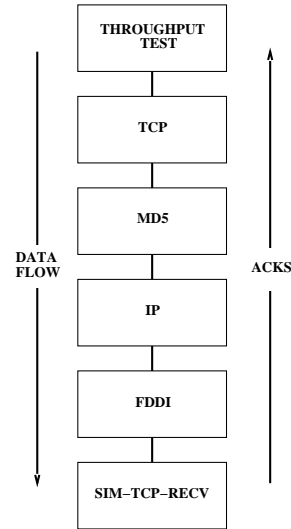 THROUGHPUT
TEST
TCP
MD5
DATA
FLOW
IP
ACKS
FDDI
SIM−TCP−RECV